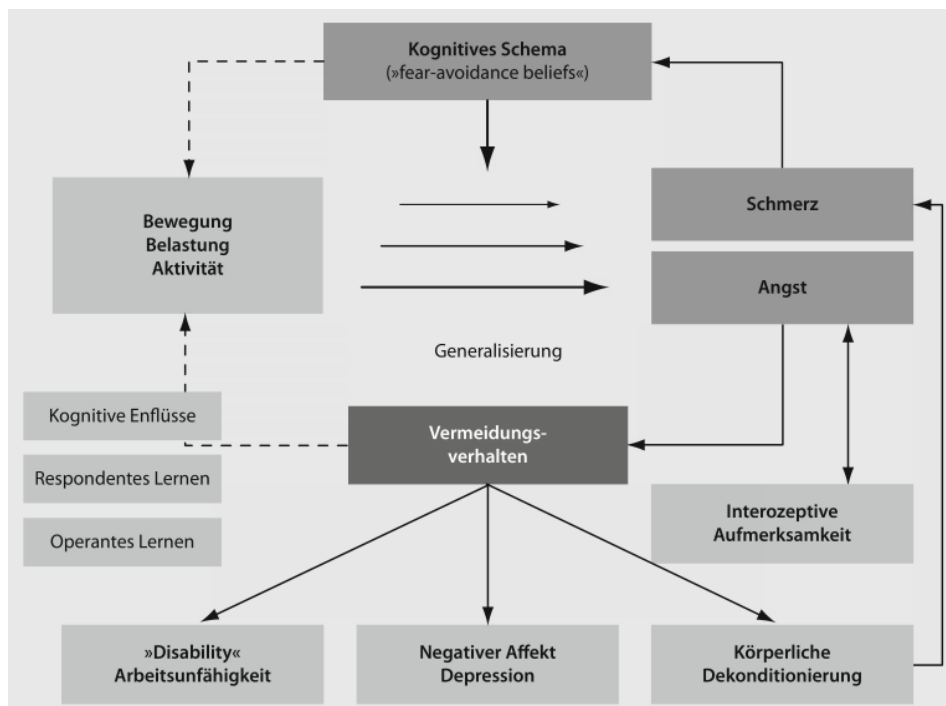 Kognitives Schema
(»fear-avoidance beliefs«)
Bewegung
Belastung
Aktivität
Schmerz
Angst
Generalisierung
Kognitive Enflüsse
Respondentes Lernen
Operantes Lernen
Vermeidungs-
verhalten
Interozeptive
Aufmerksamkeit
»Disability«
Arbeitsunfähigkeit
Negativer Affekt
Depression
Körperliche
Dekonditionierung